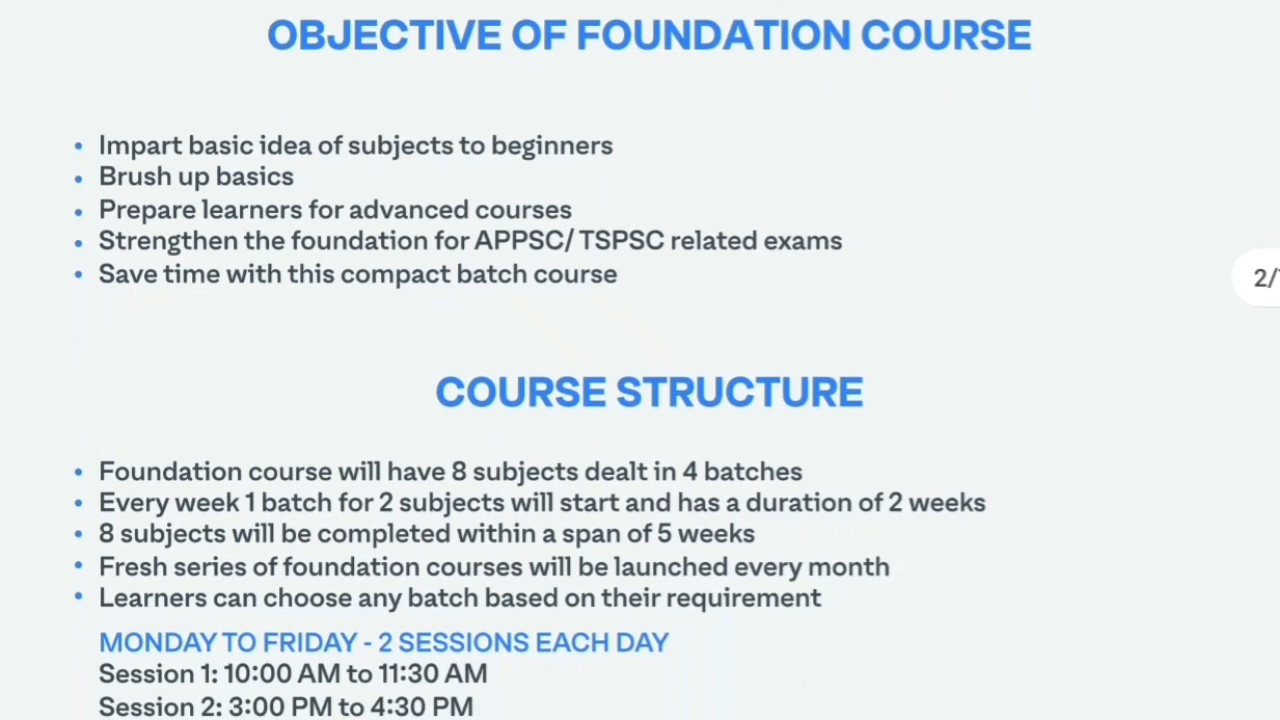 OBJECTIVE OF FOUNDATION COURSE
• Impart basic idea of subjects to beginners
• Brush up basics
• Prepare learners for advanced courses
• Strengthen the foundation for APPSC/ TSPSC related exams
• Save time with this compact batch course
2/
COURSE STRUCTURE
• Foundation course will have 8 subjects dealt in 4 batches
• Every week 1 batch for 2 subjects will start and has a duration of 2 weeks
• 8 subjects will be completed within a span of 5 weeks
• Fresh series of foundation courses will be launched every month
• Learners can choose any batch based on their requirement
MONDAY TO FRIDAY - 2 SESSIONS EACH DAY
Session 1: 10:00 AM to 11:30 AM
Session 2: 3:00 PM to 4:30 PM